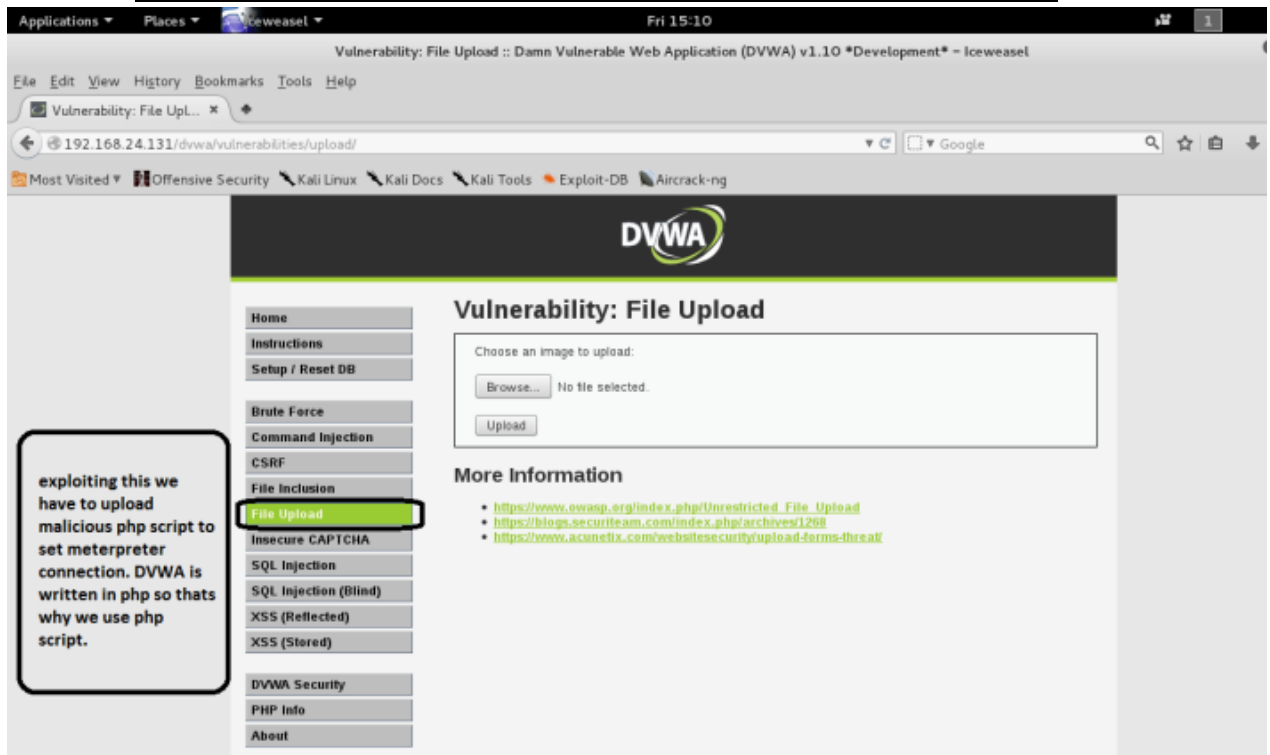 Applications ▾ Places ▾ Iceweasel ▾ Fri 15:10 1
Vulnerability: File Upload :: Damn Vulnerable Web Application (DVWA) v1.10 *Development* - Iceweasel
File Edit View History Bookmarks Tools Help
Vulnerability: File Upl... ×
192.168.24.131/dvwa/vulnerabilities/upload/ Google
Most Visited ▾ Offensive Security Kali Linux Kali Docs Kali Tools Exploit-DB Aircrack-ng
DVWA
Home
Instructions
Setup / Reset DB
Brute Force
Command Injection
CSRF
File Inclusion
File Upload
Insecure CAPTCHA
SQL Injection
SQL Injection (Blind)
XSS (Reflected)
XSS (Stored)
DVWA Security
PHP Info
About
exploiting this we
have to upload
malicious php script to
set meterpreter
connection. DVWA is
written in php so thats
why we use php
script.
Vulnerability: File Upload
Choose an image to upload:
Browse... No file selected.
Upload
More Information
• https://www.owasp.org/index.php/Unrestricted_File_Upload
• https://blogs.securiteam.com/index.php/archives/1268
• https://www.acunetix.com/websitesecurity/upload-forms-threat/